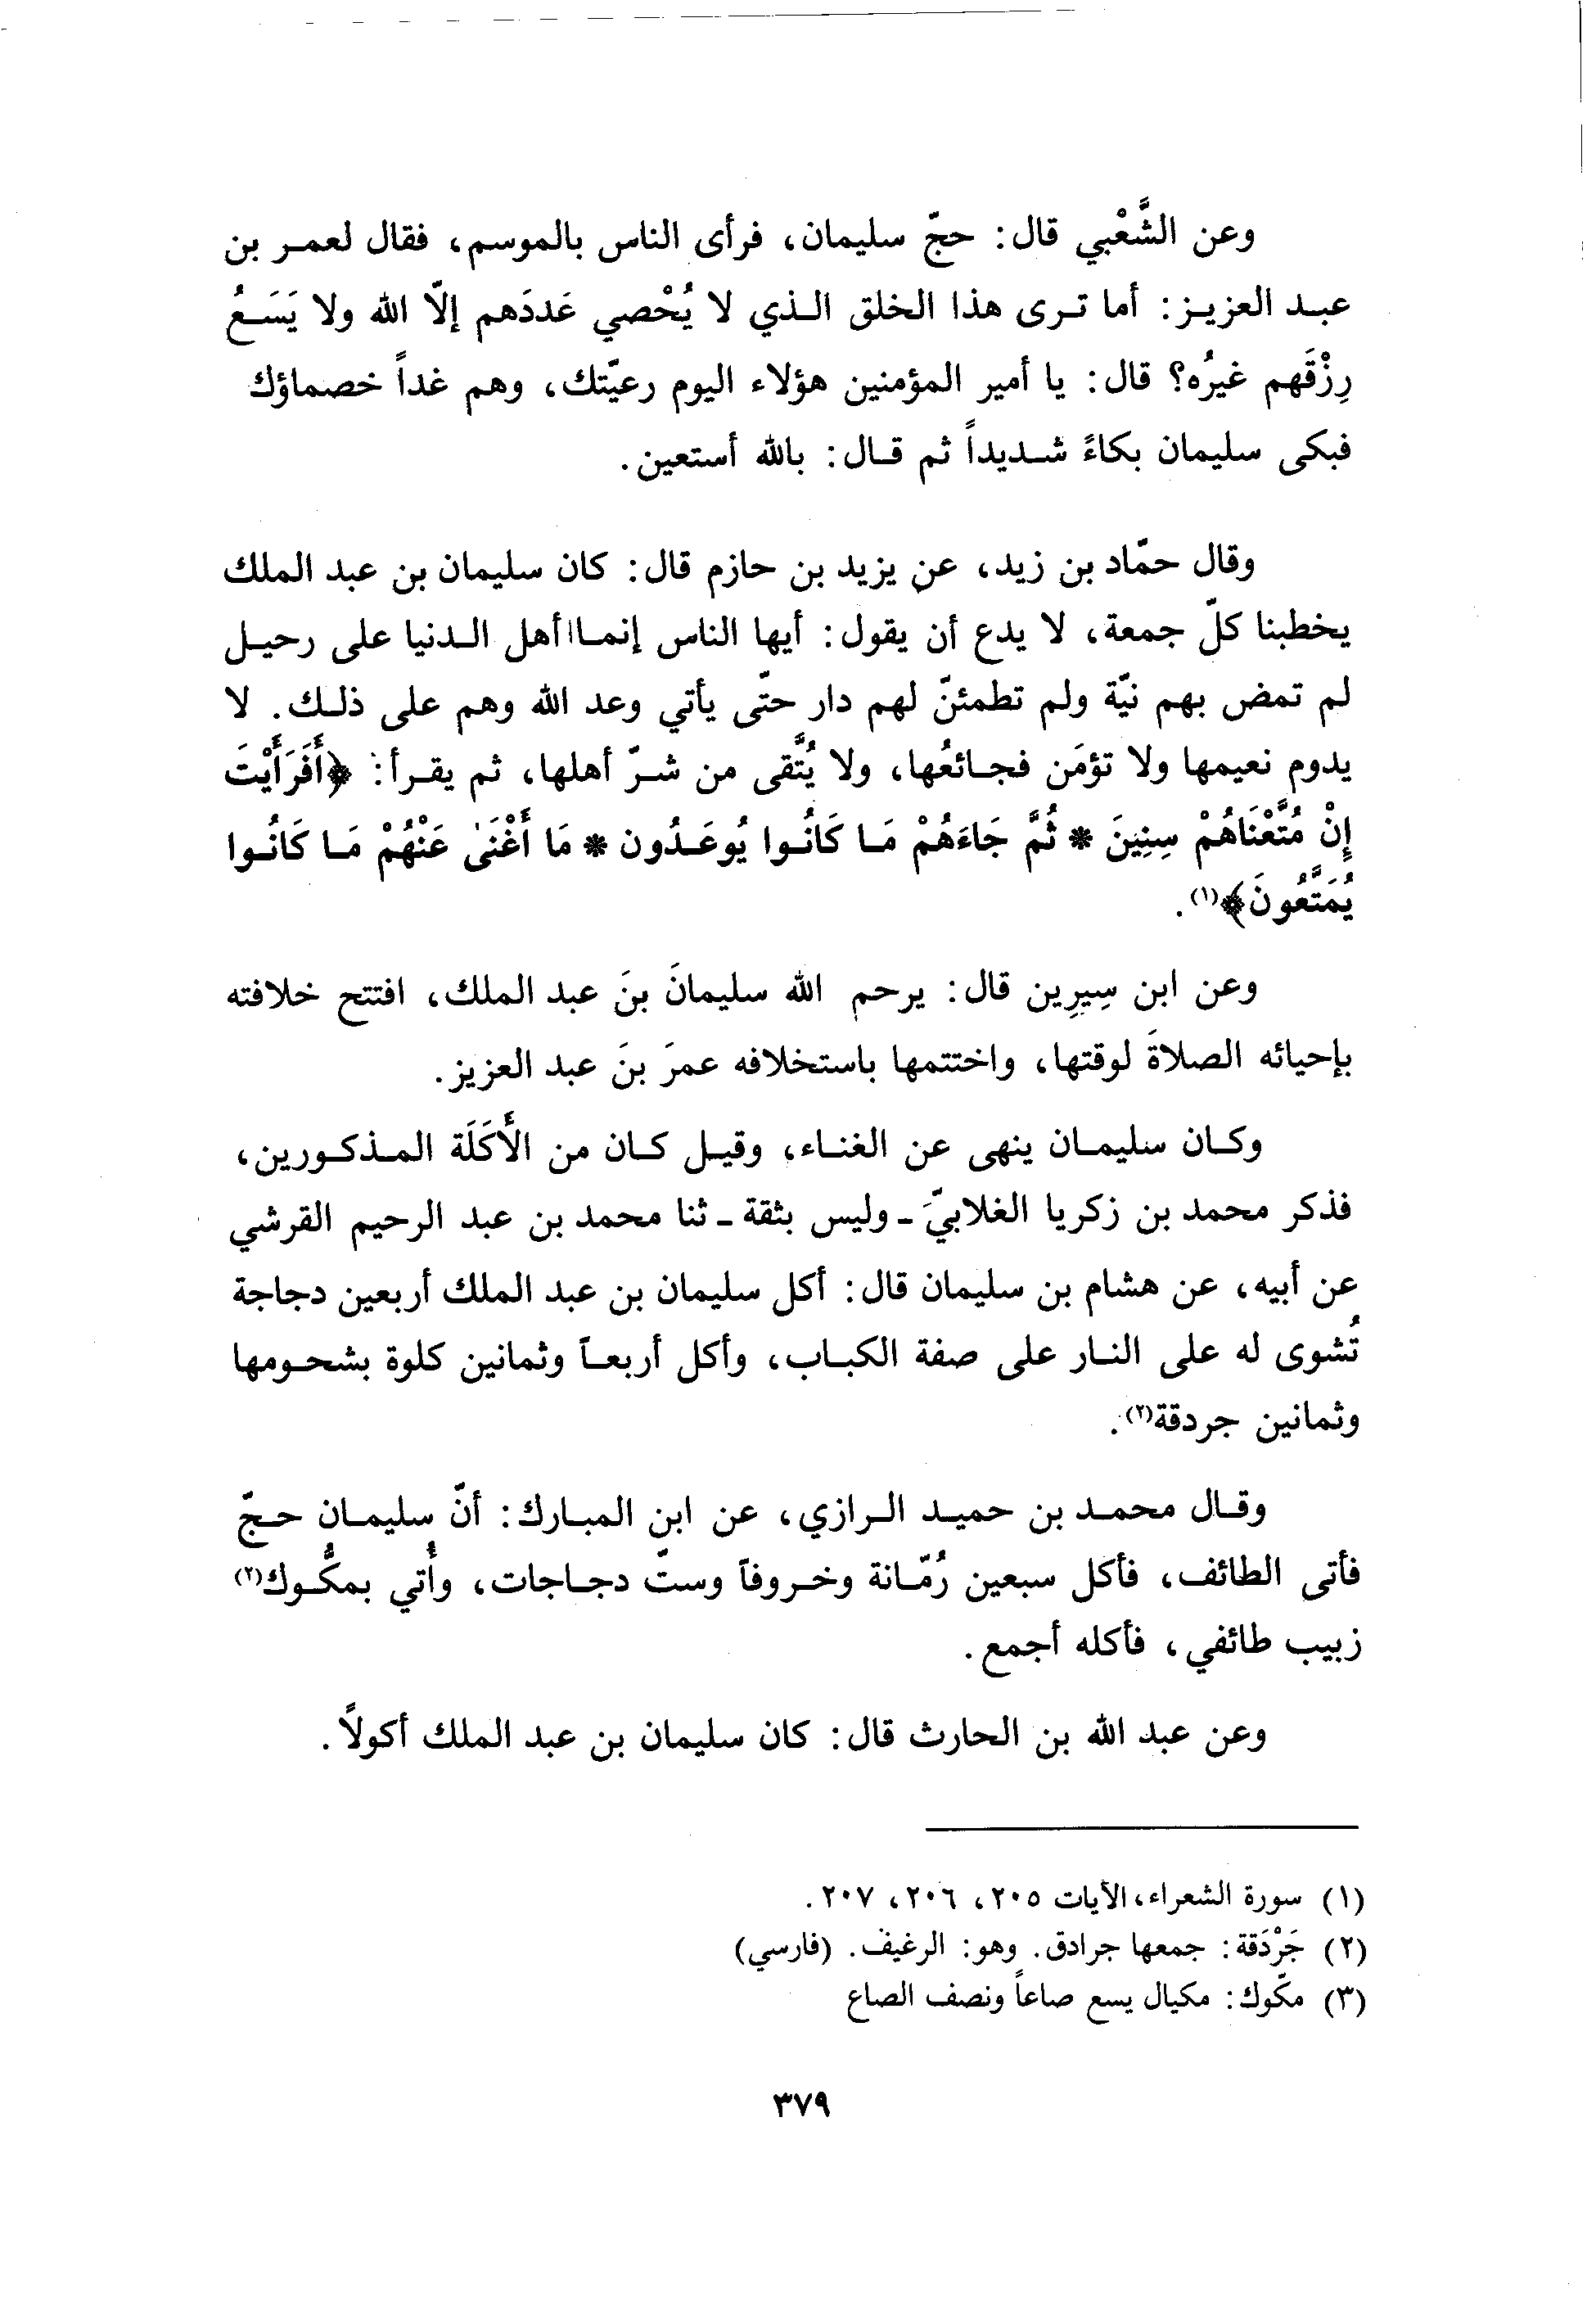 وعن الشَّعْبي قال: حجّ سليمان، فرأى الناس بالموسم، فقال لعمر بن
عبد العزيز: أما ترى هذا الخلق الذي لا يُحْصي عَددَهم إلّا الله ولا يَسَعُ
رِزْقَهم غيرُه؟ قال: يا أمير المؤمنين هؤلاء اليوم رعيّتك، وهم غداً خصماؤك
فبكى سليمان بكاءً شديداً ثم قال: بالله أستعين.
وقال حمّاد بن زيد، عن يزيد بن حازم قال: كان سليمان بن عبد الملك
يخطبنا كلّ جمعة، لا يدع أن يقول: أيها الناس إنما أهل الدنيا على رحيل
لم تمض بهم نيّة ولم تطمئنّ لهم دار حتّى يأتي وعد الله وهم على ذلك. لا
يدوم نعيمها ولا تؤمَن فجائعُها، ولا يُتَّقى من شرّ أهلها، ثم يقرأ: ﴿أَفَرَأَيْتَ
إِنْ مُتَّعْنَاهُمْ سِنِينَ * ثُمَّ جَاءَهُمْ مَا كَانُوا يُوعَدُون * مَا أَغْنَىٰ عَنْهُمْ مَا كَانُوا
يُمَتَّعُونَ﴾(١).
وعن ابن سِيرِين قال: يرحم الله سليمانَ بنَ عبد الملك، افتتح خلافته
بإحيائه الصلاةَ لوقتها، واختتمها باستخلافه عمرَ بنَ عبد العزيز.
وكان سليمان ينهى عن الغناء، وقيل كان من الأَكَلَة المذكورين،
فذكر محمد بن زكريا الغلابيّ - وليس بثقة - ثنا محمد بن عبد الرحيم القرشي
عن أبيه، عن هشام بن سليمان قال: أكل سليمان بن عبد الملك أربعين دجاجة
تُشوى له على النار على صفة الكباب، وأكل أربعاً وثمانين كلوة بشحومها
وثمانين جردقة(٢).
وقال محمد بن حميد الرازي، عن ابن المبارك: أنّ سليمان حجّ
فأتى الطائف، فأكل سبعين رُمّانة وخروفاً وستّ دجاجات، وأُتي بمكُّوك(٣)
زبيب طائفي، فأكله أجمع.
وعن عبد الله بن الحارث قال: كان سليمان بن عبد الملك أكولاً.
(١) سورة الشعراء، الآيات ٢٠٥، ٢٠٦، ٢٠٧.
(٢) جَرْدَقة: جمعها جرادق. وهو: الرغيف. (فارسي)
(٣) مكّوك: مكيال يسع صاعاً ونصف الصاع
٣٧٩